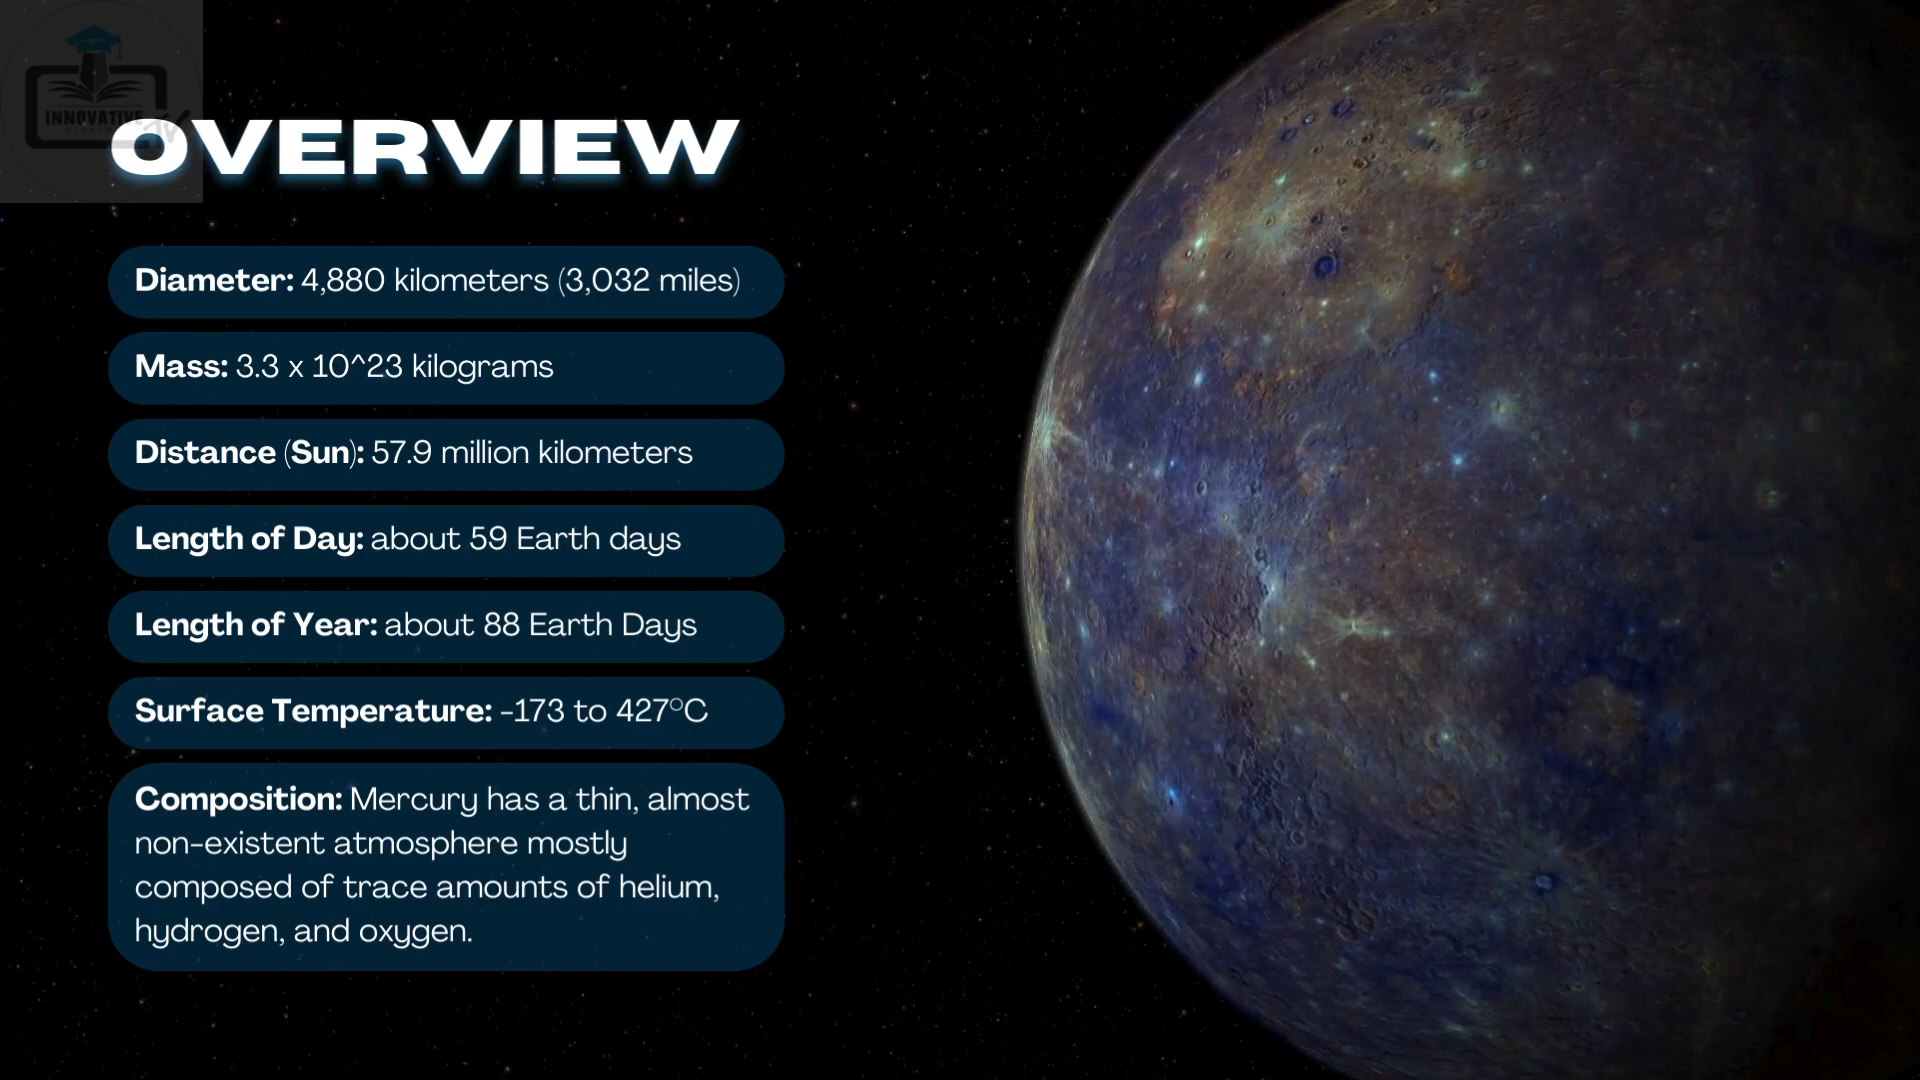 INNOVATIVE
OVERVIEW
Diameter: 4,880 kilometers (3,032 miles)
Mass: 3.3 x 10^23 kilograms
Distance (Sun): 57.9 million kilometers
Length of Day: about 59 Earth days
Length of Year: about 88 Earth Days
Surface Temperature: -173 to 427°C
Composition: Mercury has a thin, almost
non-existent atmosphere mostly
composed of trace amounts of helium,
hydrogen, and oxygen.